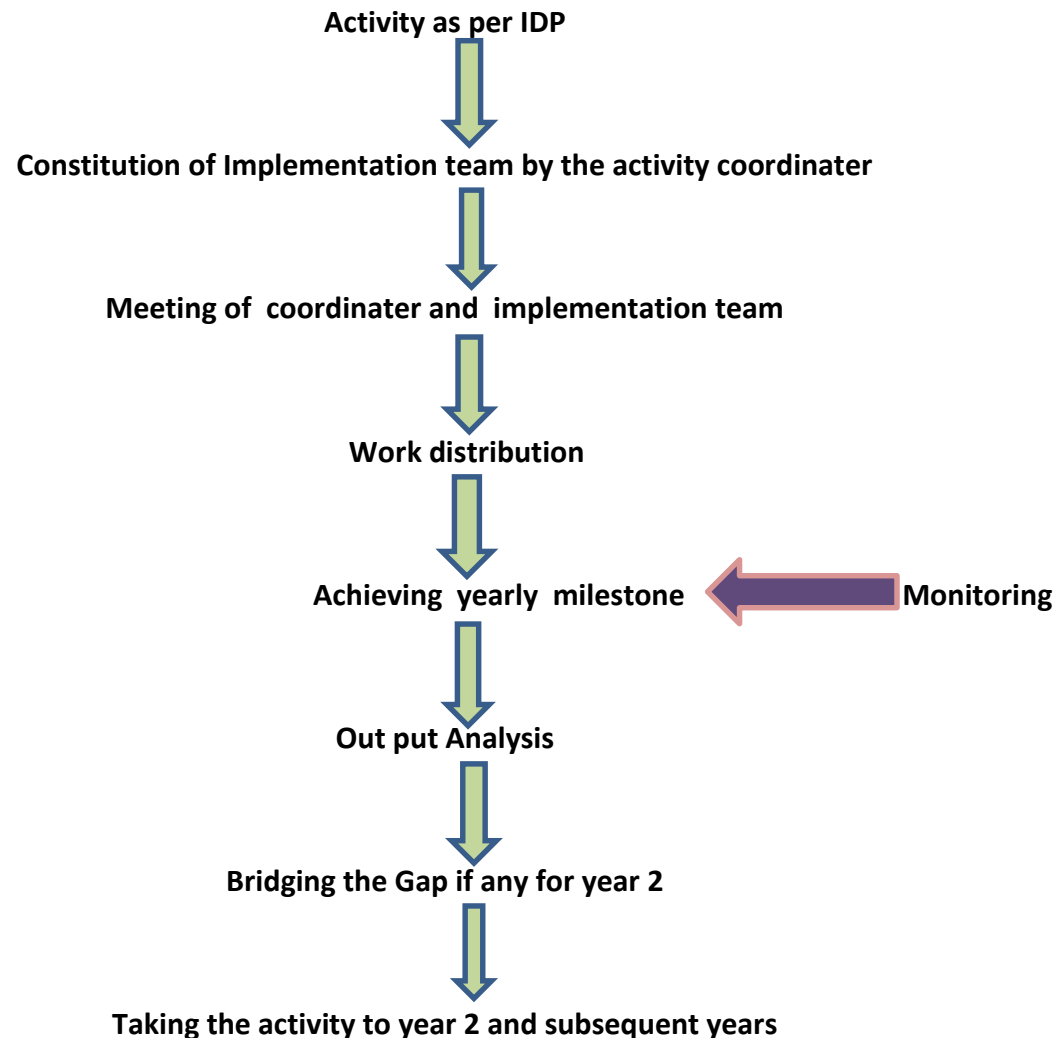 Activity as per IDP
Constitution of Implementation team by the activity coordinater
Meeting of coordinater and implementation team
Work distribution
Achieving yearly milestone
Monitoring
Out put Analysis
Bridging the Gap if any for year 2
Taking the activity to year 2 and subsequent years